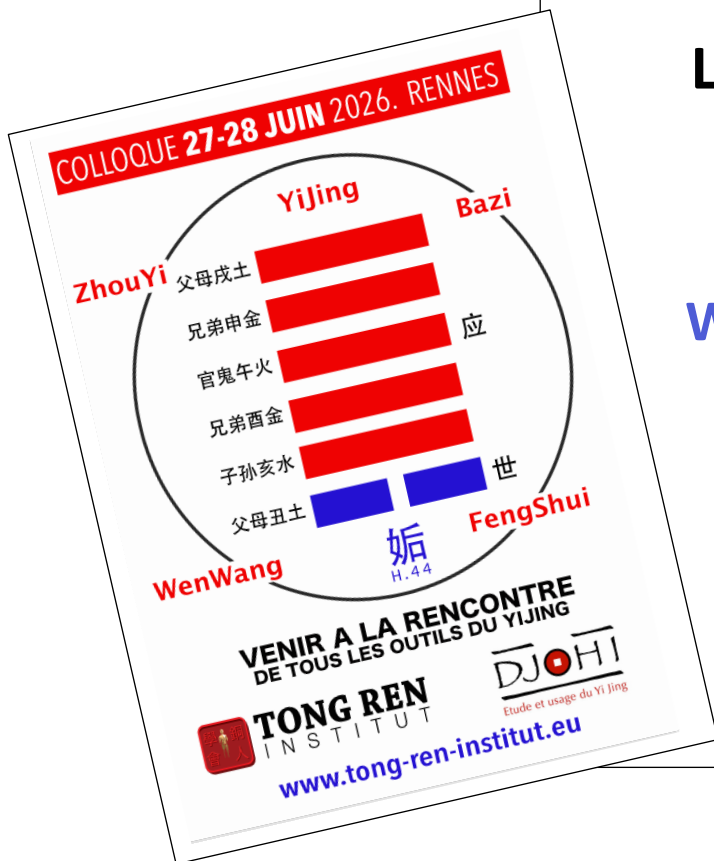 COLLOQUE 27-28 JUIN 2026. RENNES
L
YiJing
Bazi
ZhouYi
父母戌土
兄弟申金
官鬼午火
应
W
兄弟酉金
子孙亥水
世
父母丑土
姤
H.44
FengShui
WenWang
VENIR A LA RENCONTRE
DE TOUS LES OUTILS DU YIJING
TONG REN
INSTITUT
DJOHI
Etude et usage du Yi Jing
www.tong-ren-institut.eu